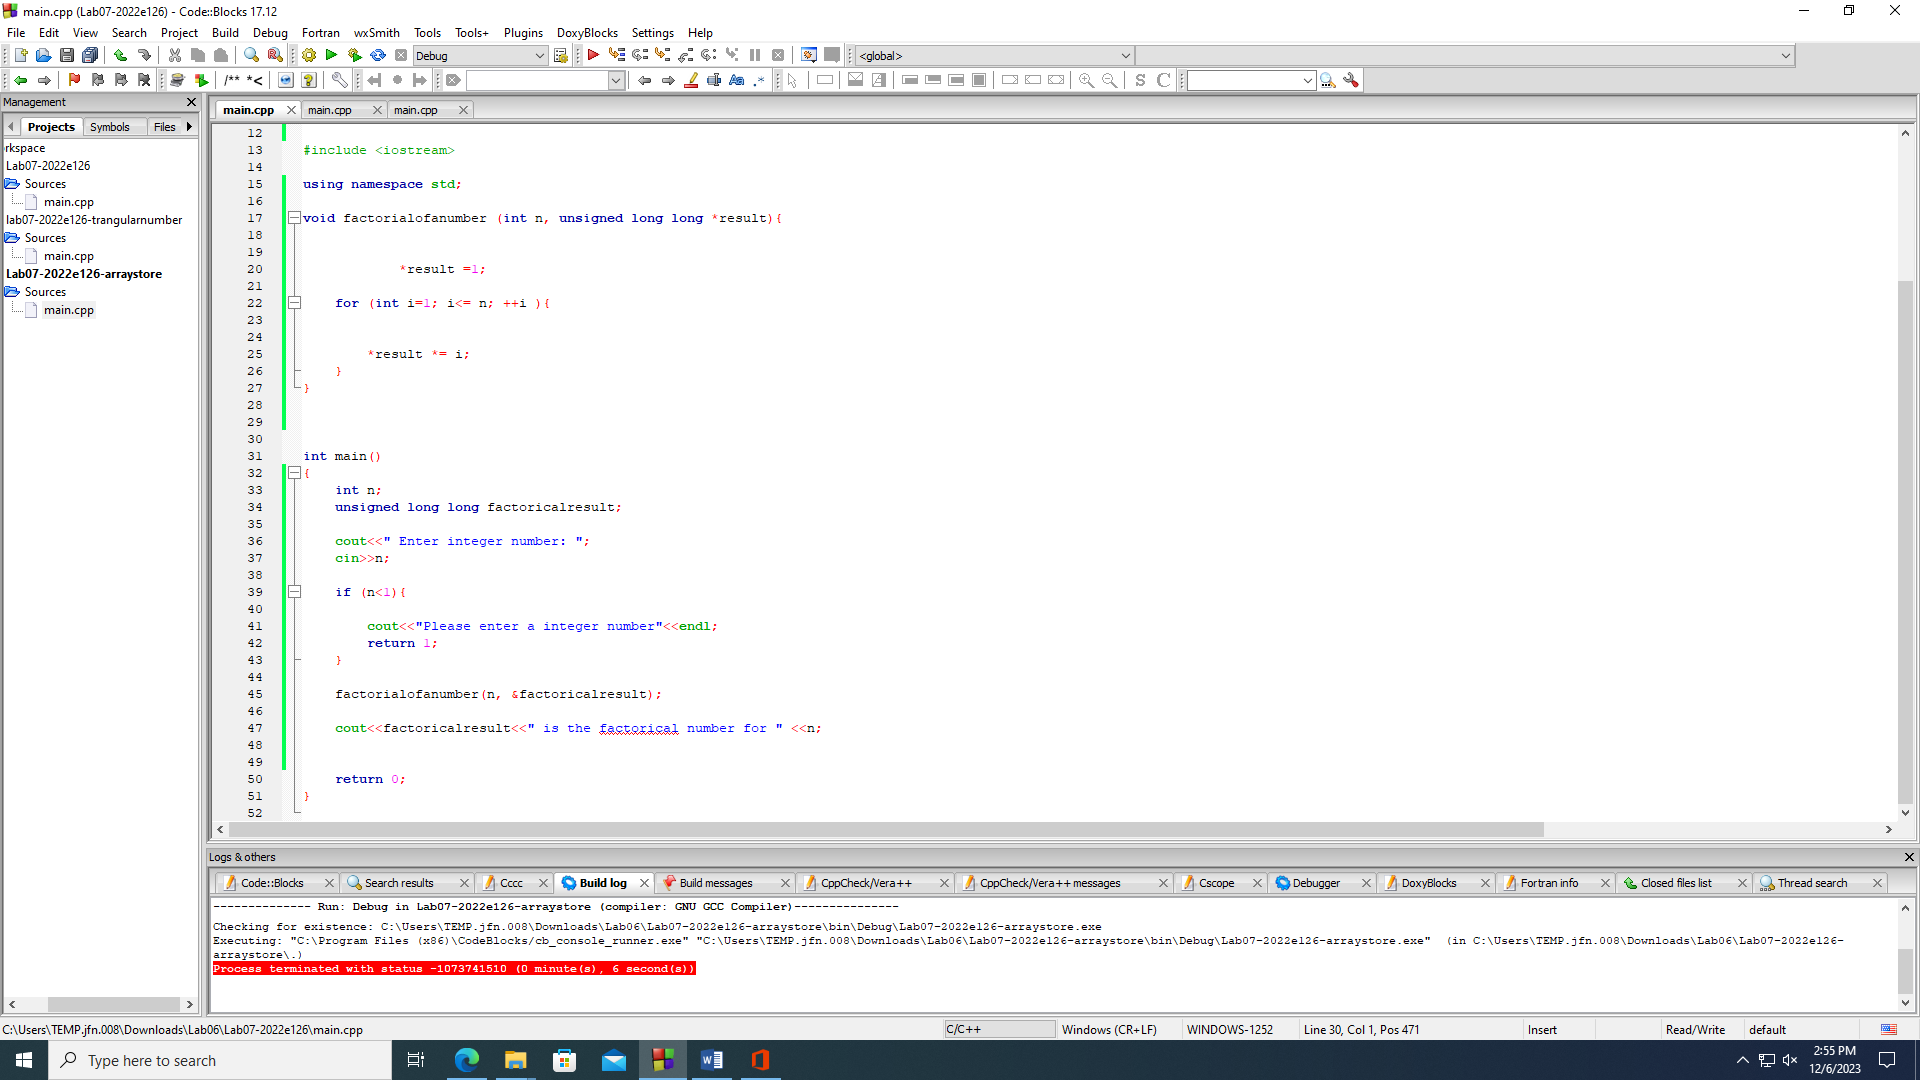 main.cpp (Lab07-2022e126) - Code::Blocks 17.12
File Edit View Search Project Build Debug Fortran wxSmith Tools Tools+ Plugins DoxyBlocks Settings Help
Debug
<global>
/** *<
Management
Projects Symbols Files
rkspace
Lab07-2022e126
Sources
main.cpp
lab07-2022e126-trangularnumber
Sources
main.cpp
Lab07-2022e126-arraystore
Sources
main.cpp
main.cpp main.cpp main.cpp
12
13 #include <iostream>
14
15 using namespace std;
16
17 void factorialofanumber (int n, unsigned long long *result){
18
19
20 *result =1;
21
22 for (int i=1; i<= n; ++i ){
23
24
25 *result *= i;
26 }
27 }
28
29
30
31 int main()
32 {
33 int n;
34 unsigned long long factoricalresult;
35
36 cout<<" Enter integer number: ";
37 cin>>n;
38
39 if (n<1){
40
41 cout<<"Please enter a integer number"<<endl;
42 return 1;
43 }
44
45 factorialofanumber(n, &factoricalresult);
46
47 cout<<factoricalresult<<" is the factorical number for " <<n;
48
49
50 return 0;
51 }
52
Logs & others
Code::Blocks Search results Cccc Build log Build messages CppCheck/Vera++ CppCheck/Vera++ messages Cscope Debugger DoxyBlocks Fortran info Closed files list Thread search
-------------- Run: Debug in Lab07-2022e126-arraystore (compiler: GNU GCC Compiler)---------------
Checking for existence: C:\Users\TEMP.jfn.008\Downloads\Lab06\Lab07-2022e126-arraystore\bin\Debug\Lab07-2022e126-arraystore.exe
Executing: "C:\Program Files (x86)\CodeBlocks/cb_console_runner.exe" "C:\Users\TEMP.jfn.008\Downloads\Lab06\Lab07-2022e126-arraystore\bin\Debug\Lab07-2022e126-arraystore.exe" (in C:\Users\TEMP.jfn.008\Downloads\Lab06\Lab07-2022e126-
arraystore\.)
Process terminated with status -1073741510 (0 minute(s), 6 second(s))
C:\Users\TEMP.jfn.008\Downloads\Lab06\Lab07-2022e126\main.cpp C/C++ Windows (CR+LF) WINDOWS-1252 Line 30, Col 1, Pos 471 Insert Read/Write default
Type here to search
2:55 PM
12/6/2023